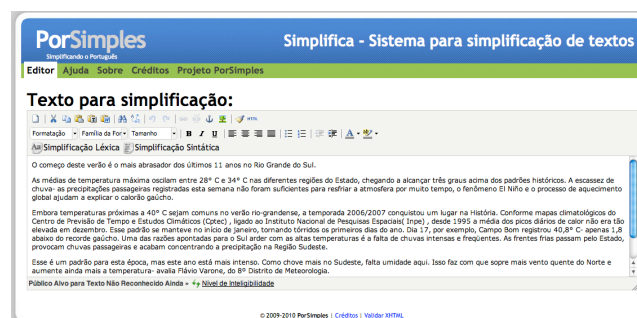 PorSimples
Simplificando o Português
Simplifica - Sistema para simplificação de textos
Editor Ajuda Sobre Créditos Projeto PorSimples
Texto para simplificação:
HTML
Formatação Família da For Tamanho B I U A
Aa Simplificação Léxica Simplificação Sintática
O começo deste verão é o mais abrasador dos últimos 11 anos no Rio Grande do Sul.
As médias de temperatura máxima oscilam entre 28° C e 34° C nas diferentes regiões do Estado, chegando a alcançar três graus acima dos padrões históricos. A escassez de
chuva- as precipitações passageiras registradas esta semana não foram suficientes para resfriar a atmosfera por muito tempo, o fenômeno El Niño e o processo de aquecimento
global ajudam a explicar o calorão gaúcho.
Embora temperaturas próximas a 40° C sejam comuns no verão rio-grandense, a temporada 2006/2007 conquistou um lugar na História. Conforme mapas climatológicos do
Centro de Previsão de Tempo e Estudos Climáticos (Cptec) , ligado ao Instituto Nacional de Pesquisas Espaciais( Inpe) , desde 1995 a média dos picos diários de calor não era tão
elevada em dezembro. Esse padrão se manteve no início de janeiro, tornando tórridos os primeiros dias do ano. Dia 17, por exemplo, Campo Bom registrou 40,8° C- apenas 1,8
abaixo do recorde gaúcho. Uma das razões apontadas para o Sul arder com as altas temperaturas é a falta de chuvas intensas e freqüentes. As frentes frias passam pelo Estado,
provocam chuvas passageiras e acabam concentrando a precipitação na Região Sudeste.
Esse é um padrão para esta época, mas este ano está mais intenso. Como chove mais no Sudeste, falta umidade aqui. Isso faz com que sopre mais vento quente do Norte e
aumente ainda mais a temperatura- avalia Flávio Varone, do 8º Distrito de Meteorologia.
Público Alvo para Texto Não Reconhecido Ainda » Nível de Inteligibilidade
© 2009-2010 PorSimples | Créditos | Validar XHTML